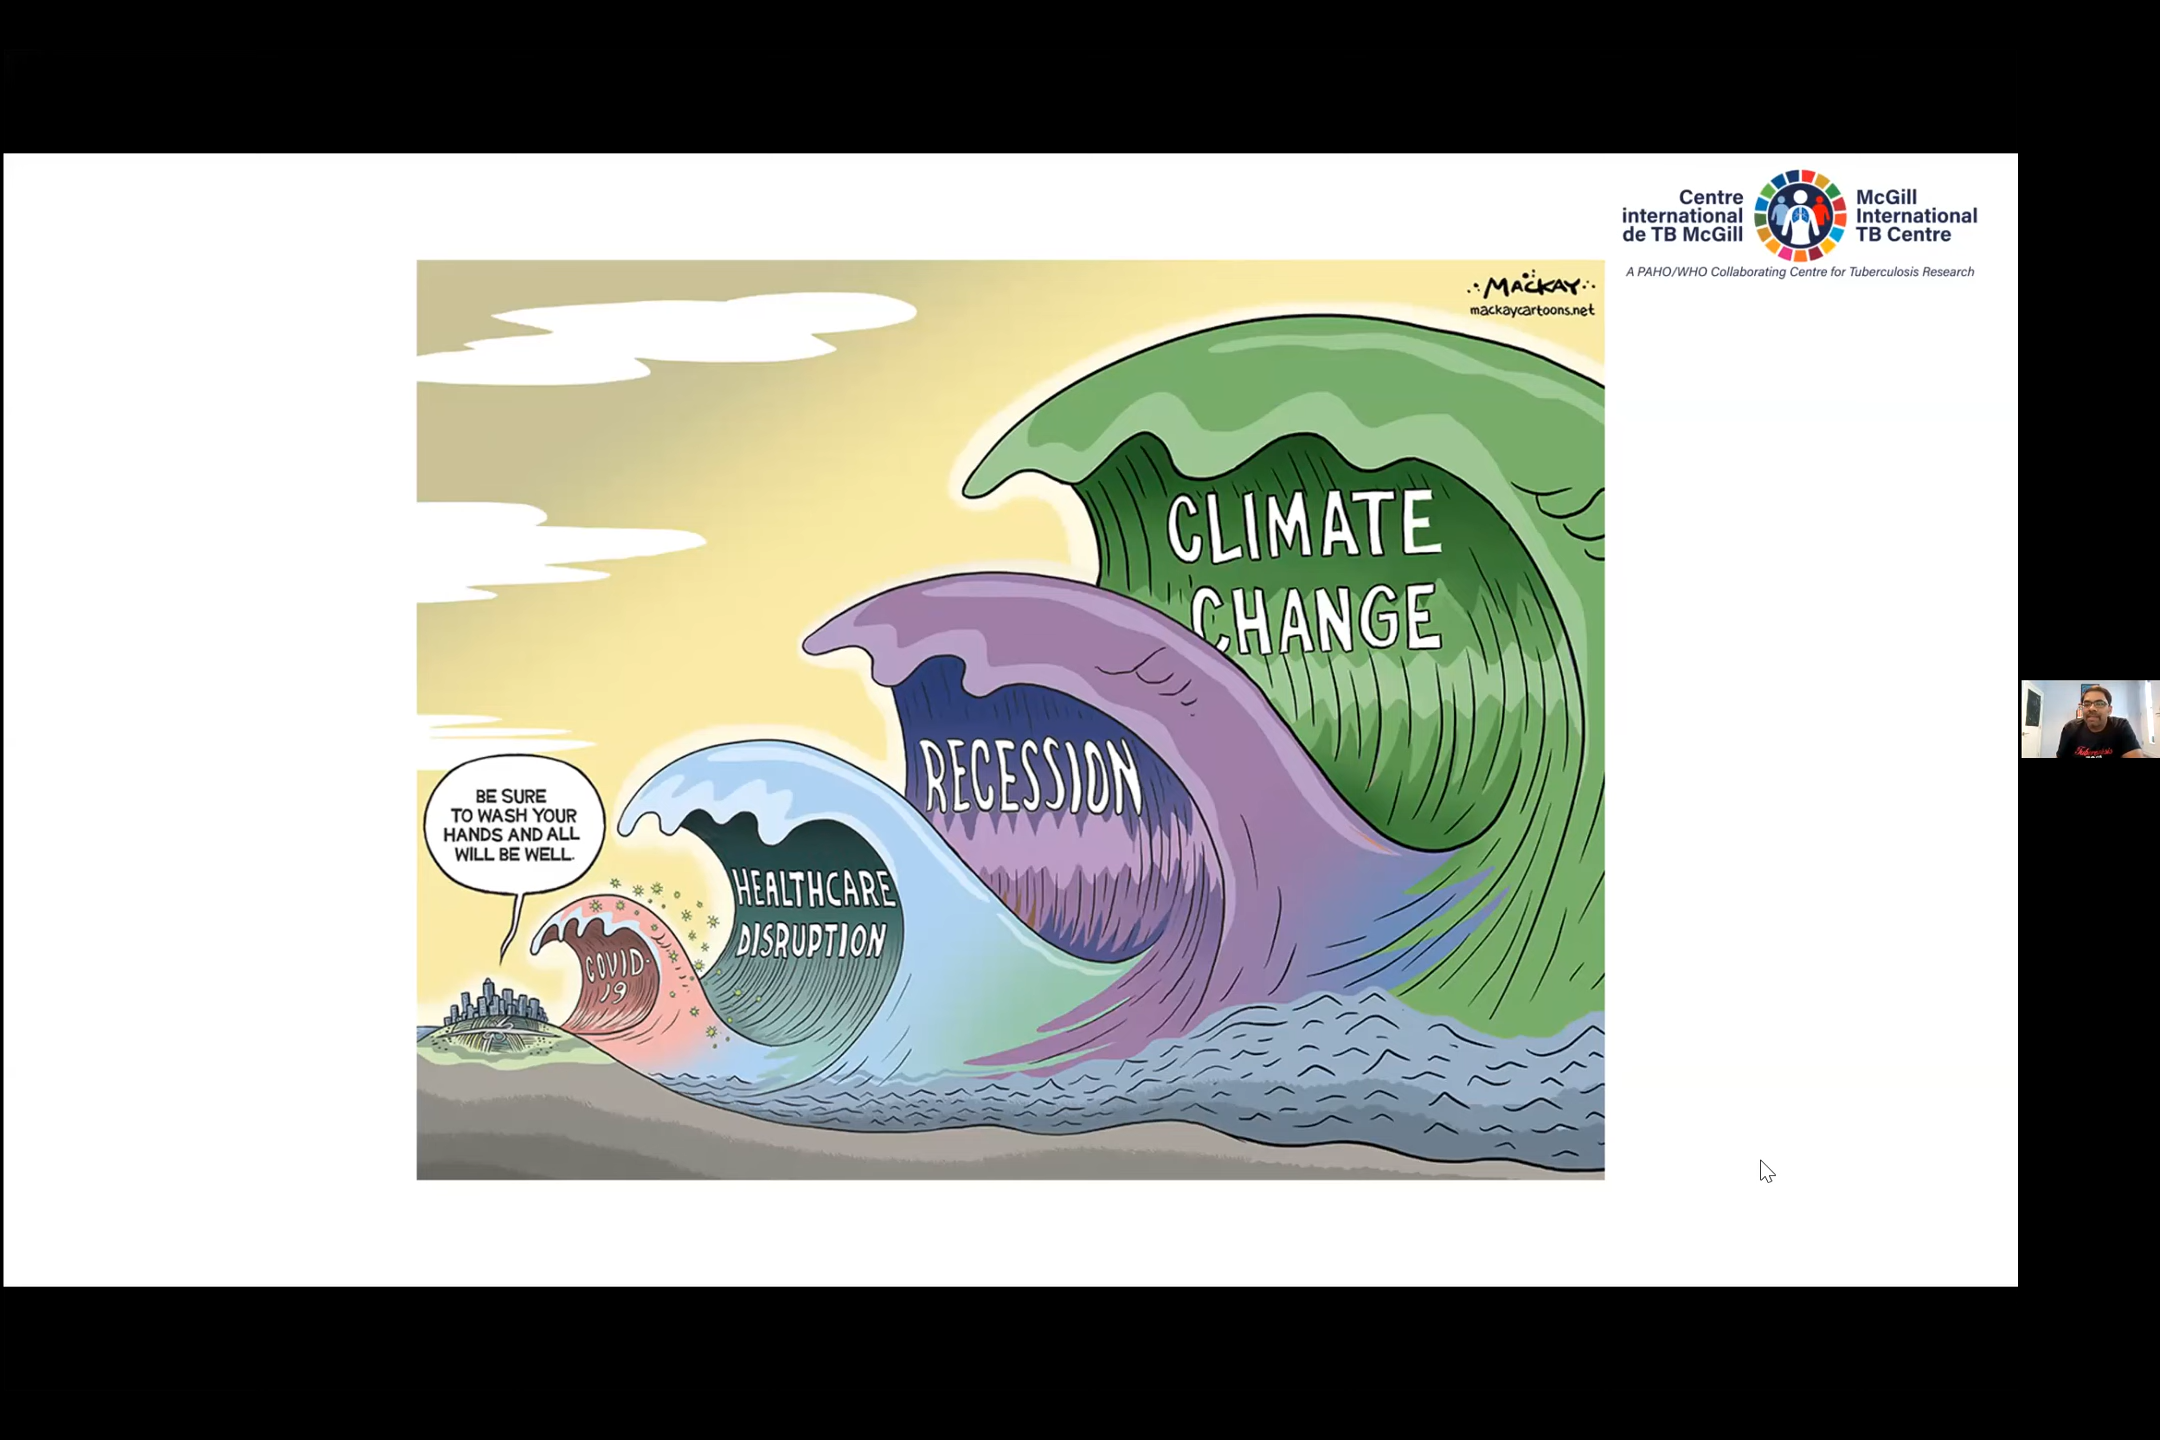 Centre
international
de TB McGill
McGill
International
TB Centre
A PAHO/WHO Collaborating Centre for Tuberculosis Research
MACKAY
mackaycartoons.net
CLIMATE
CHANGE
RECESSION
BE SURE
TO WASH YOUR
HANDS AND ALL
WILL BE WELL.
HEALTHCARE
DISRUPTION
COVID-
19
Tuberculosis